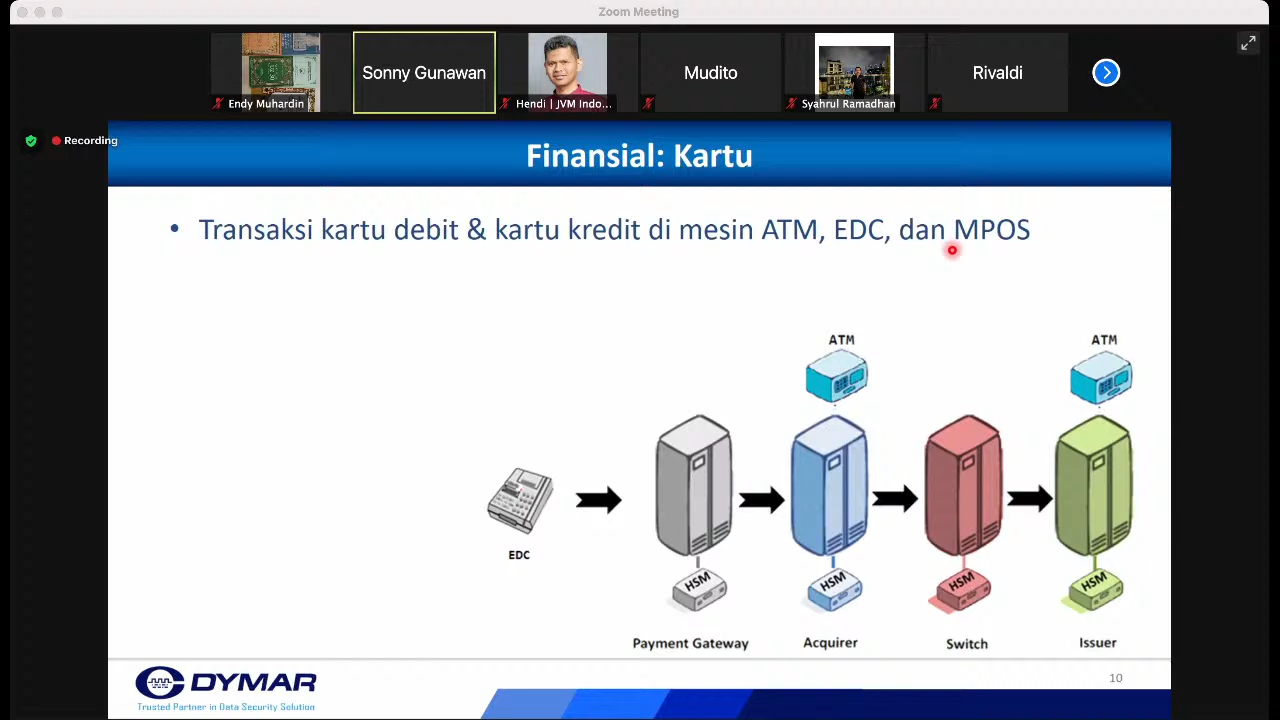 Zoom Meeting
Sonny Gunawan
Mudito
Rivaldi
Endy Muhardin
Hendi | JVM Indo...
Syahrul Ramadhan
Recording
Finansial: Kartu
• Transaksi kartu debit & kartu kredit di mesin ATM, EDC, dan MPOS
ATM
ATM
EDC
HSM
HSM
HSM
HSM
Payment Gateway
Acquirer
Switch
Issuer
DYMAR
Trusted Partner in Data Security Solution
10